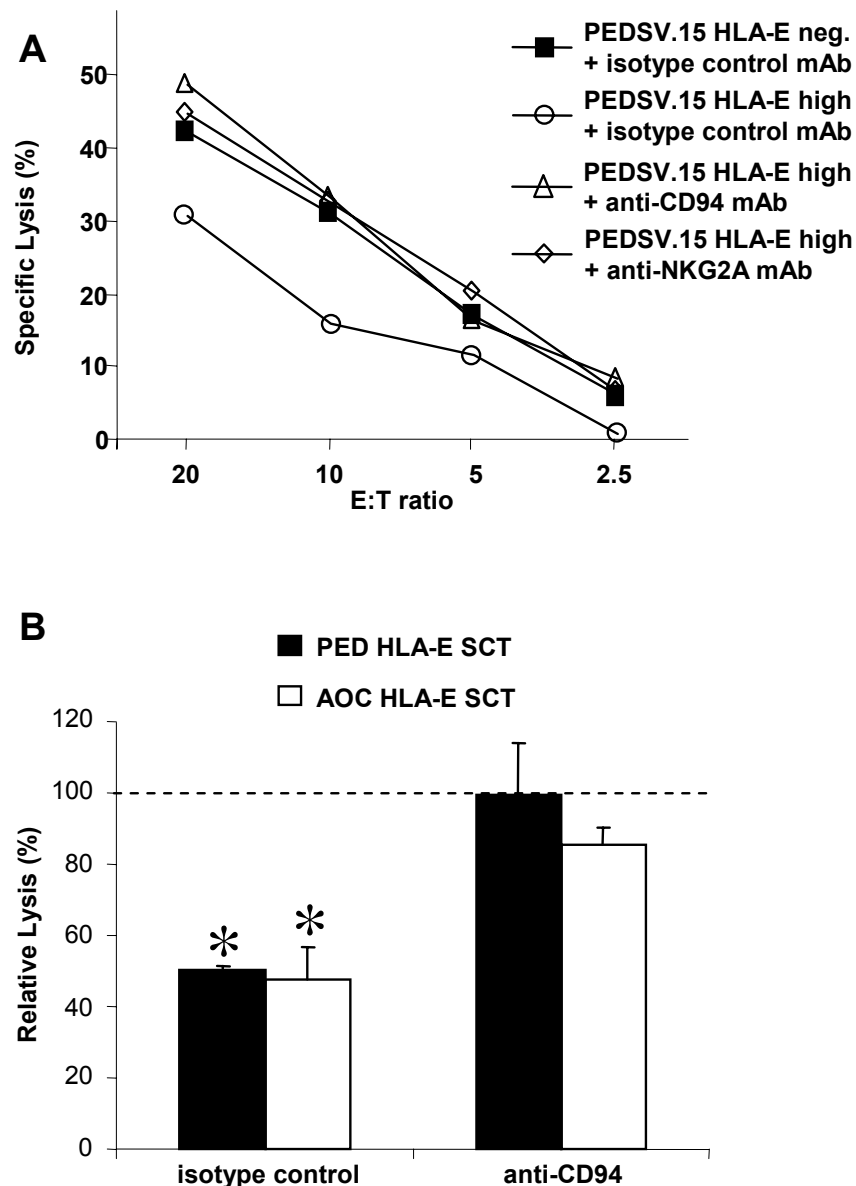 A
PEDSV.15 HLA-E neg.
+ isotype control mAb
PEDSV.15 HLA-E high
+ isotype control mAb
PEDSV.15 HLA-E high
+ anti-CD94 mAb
PEDSV.15 HLA-E high
+ anti-NKG2A mAb
Specific Lysis (%)
50
40
30
20
10
0
20 10 5 2.5
E:T ratio
B
PED HLA-E SCT
AOC HLA-E SCT
Relative Lysis (%)
120
100
80
60
40
20
0
* *
isotype control anti-CD94